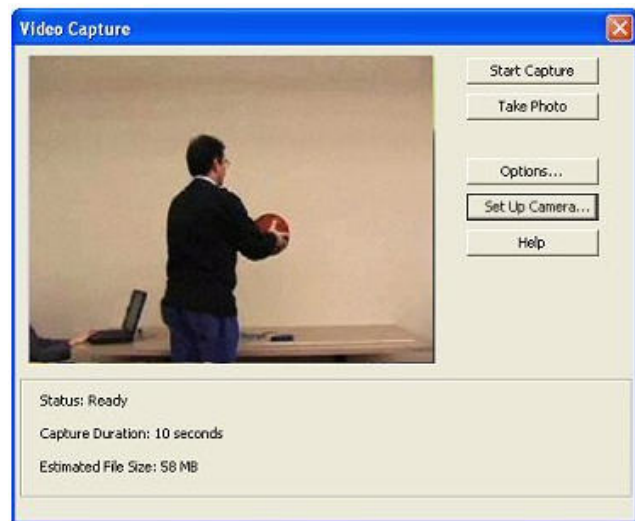 Video Capture
Start Capture
Take Photo
Options...
Set Up Camera...
Help
Status: Ready
Capture Duration: 10 seconds
Estimated File Size: 58 MB